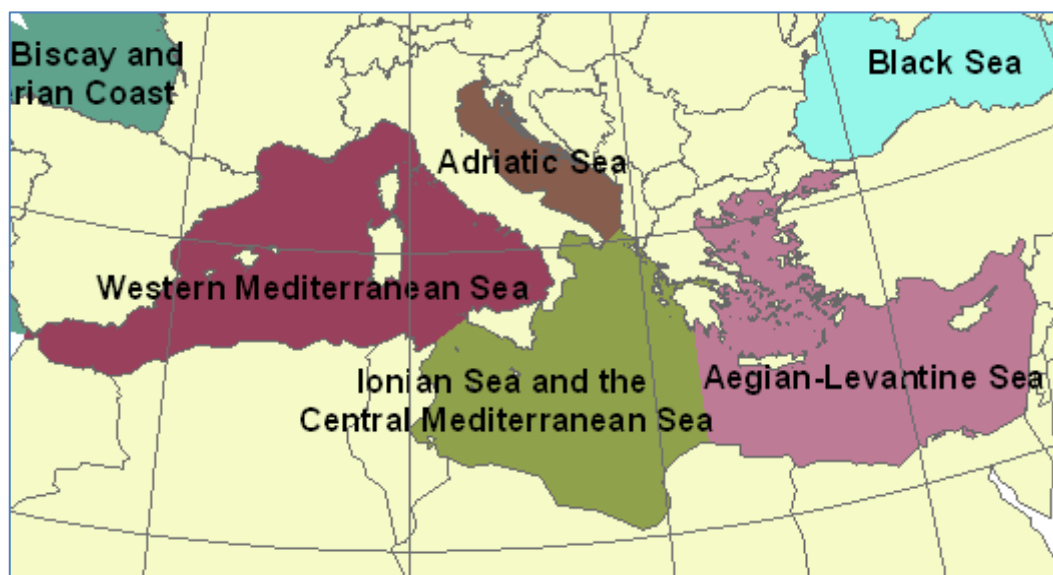 Biscay and
rian Coast
Black Sea
Adriatic Sea
Western Mediterranean Sea
Ionian Sea and the
Central Mediterranean Sea
Aegian-Levantine Sea